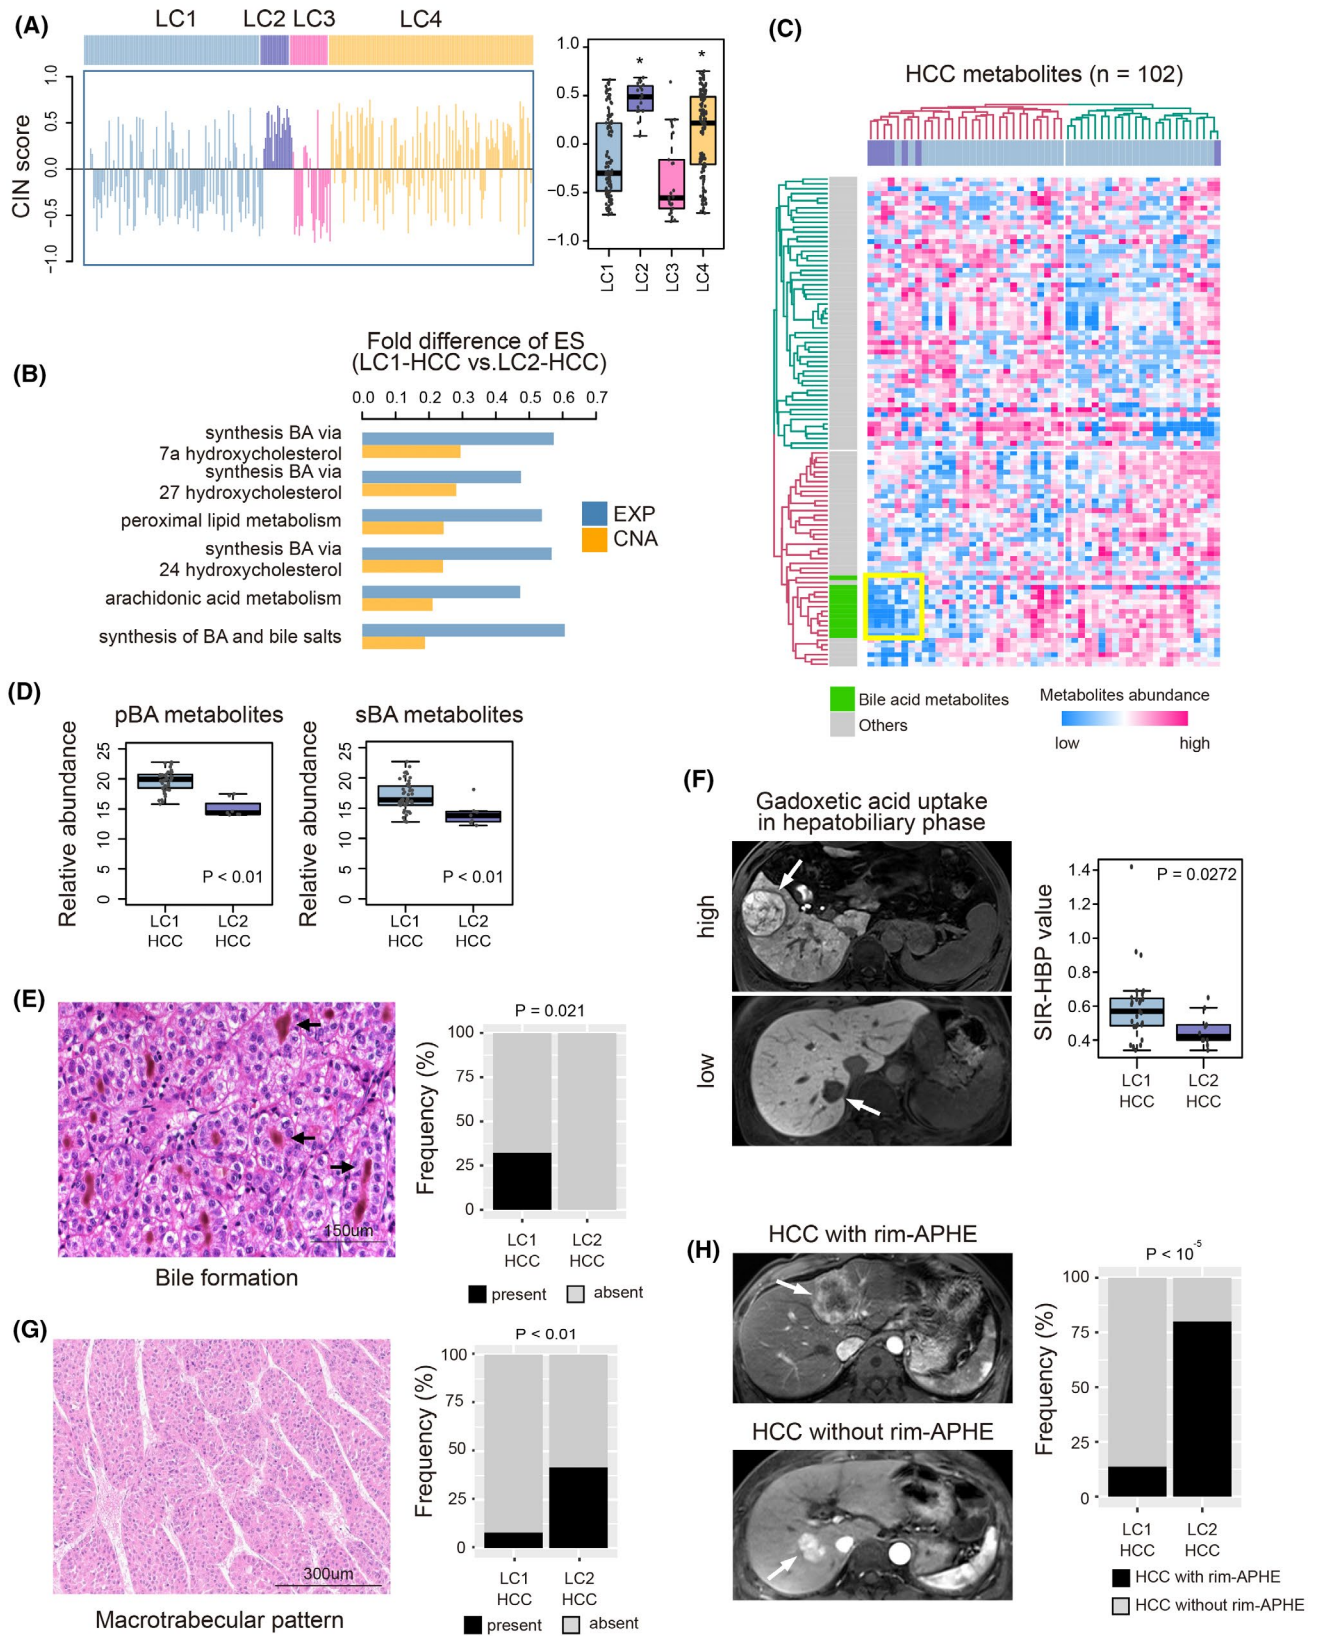 (A)
LC1 LC2 LC3 LC4
CIN score
1.0
0.5
0.0
−0.5
−1.0
1.0
0.5
0.0
−0.5
−1.0
* *
LC1
LC2
LC3
LC4
(B)
Fold difference of ES
(LC1-HCC vs.LC2-HCC)
0.0 0.1 0.2 0.3 0.4 0.5 0.6 0.7
synthesis BA via
7a hydroxycholesterol
synthesis BA via
27 hydroxycholesterol
peroximal lipid metabolism
synthesis BA via
24 hydroxycholesterol
arachidonic acid metabolism
synthesis of BA and bile salts
EXP
CNA
(C)
HCC metabolites (n = 102)
Bile acid metabolites
Others
Metabolites abundance
low high
(D)
pBA metabolites
Relative abundance
25
20
15
10
5
0
P < 0.01
LC1 LC2
HCC HCC
sBA metabolites
Relative abundance
25
20
15
10
5
0
P < 0.01
LC1 LC2
HCC HCC
(E)
150um
Bile formation
P = 0.021
Frequency (%)
100
75
50
25
0
LC1 LC2
HCC HCC
present absent
(F)
Gadoxetic acid uptake
in hepatobiliary phase
high
low
SIR-HBP value
P = 0.0272
1.4
1.2
1.0
0.8
0.6
0.4
LC1 LC2
HCC HCC
(G)
300um
Macrotrabecular pattern
P < 0.01
Frequency (%)
100
75
50
25
0
LC1 LC2
HCC HCC
present absent
(H)
HCC with rim-APHE
HCC without rim-APHE
P < 10-5
Frequency (%)
100
75
50
25
0
LC1 LC2
HCC HCC
HCC with rim-APHE
HCC without rim-APHE